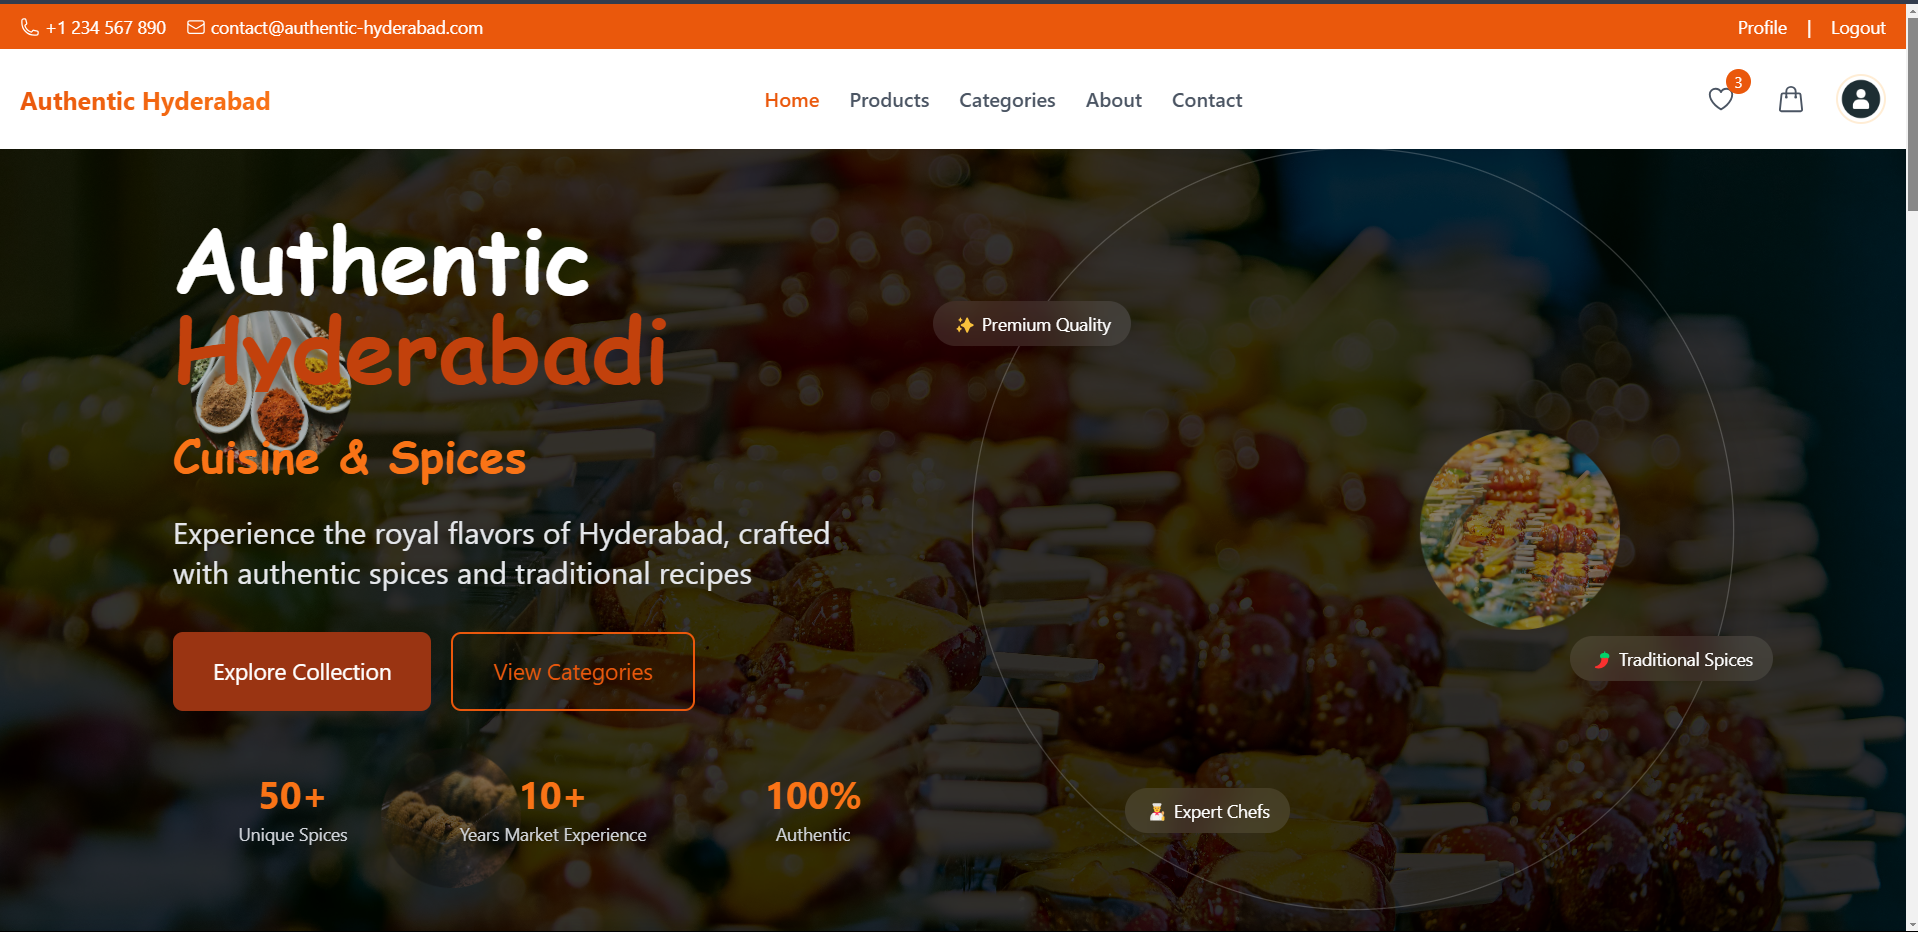 +1 234 567 890 contact@authentic-hyderabad.com Profile | Logout
Authentic Hyderabad Home Products Categories About Contact 3
Authentic
Hyderabadi
Cuisine & Spices
Experience the royal flavors of Hyderabad, crafted
with authentic spices and traditional recipes
Explore Collection View Categories
50+ 10+ 100%
Unique Spices Years Market Experience Authentic
✨ Premium Quality
🌶️ Traditional Spices
👨‍🍳 Expert Chefs